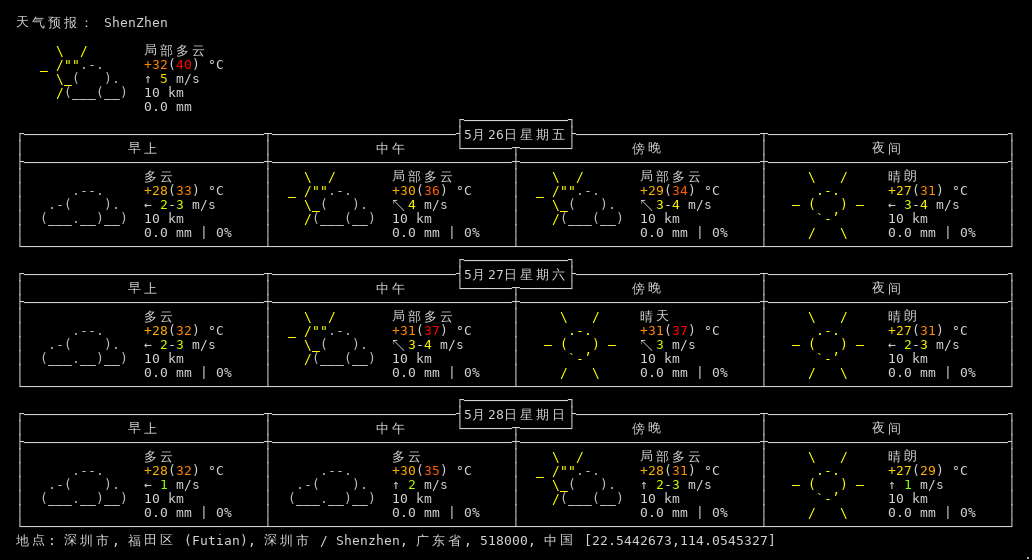 天气预报： ShenZhen
局部多云
+32(40) °C
↑ 5 m/s
10 km
0.0 mm
5月26日星期五
早上 中午 傍晚 夜间
多云 局部多云 局部多云 晴朗
+28(33) °C +30(36) °C +29(34) °C +27(31) °C
← 2-3 m/s ↖ 4 m/s ↖ 3-4 m/s ← 3-4 m/s
10 km 10 km 10 km 10 km
0.0 mm | 0% 0.0 mm | 0% 0.0 mm | 0% 0.0 mm | 0%
5月27日星期六
早上 中午 傍晚 夜间
多云 局部多云 晴天 晴朗
+28(32) °C +31(37) °C +31(37) °C +27(31) °C
← 2-3 m/s ↖ 3-4 m/s ↖ 3 m/s ← 2-3 m/s
10 km 10 km 10 km 10 km
0.0 mm | 0% 0.0 mm | 0% 0.0 mm | 0% 0.0 mm | 0%
5月28日星期日
早上 中午 傍晚 夜间
多云 多云 局部多云 晴朗
+28(32) °C +30(35) °C +28(31) °C +27(29) °C
← 1 m/s ↑ 2 m/s ↑ 2-3 m/s ↑ 1 m/s
10 km 10 km 10 km 10 km
0.0 mm | 0% 0.0 mm | 0% 0.0 mm | 0% 0.0 mm | 0%
地点: 深圳市, 福田区 (Futian), 深圳市 / Shenzhen, 广东省, 518000, 中国 [22.5442673,114.0545327]